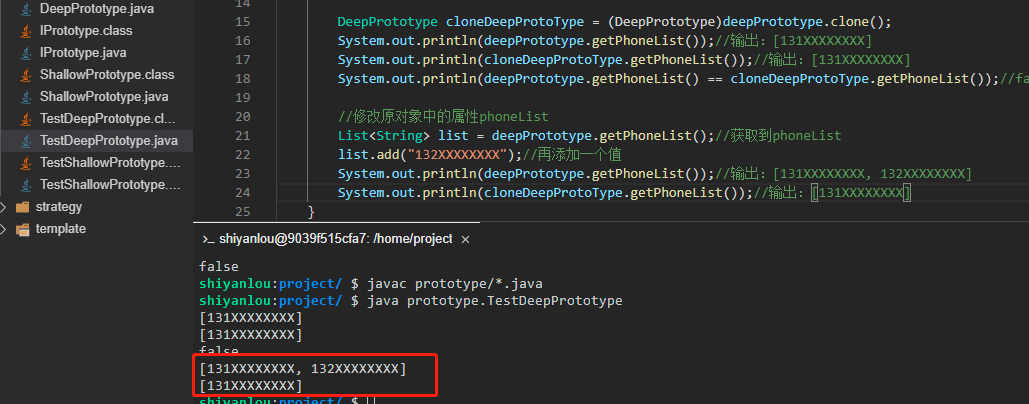 DeepPrototype.java
IPrototype.class
IPrototype.java
ShallowPrototype.class
ShallowPrototype.java
TestDeepPrototype.cl...
TestDeepPrototype.java
TestShallowPrototype....
TestShallowPrototype....
strategy
template
14
15 DeepPrototype cloneDeepProtoType = (DeepPrototype)deepPrototype.clone();
16 System.out.println(deepPrototype.getPhoneList());//输出：[131XXXXXXXX]
17 System.out.println(cloneDeepProtoType.getPhoneList());//输出：[131XXXXXXXX]
18 System.out.println(deepPrototype.getPhoneList() == cloneDeepProtoType.getPhoneList());//fa
19
20 //修改原对象中的属性phoneList
21 List<String> list = deepPrototype.getPhoneList();//获取到phoneList
22 list.add("132XXXXXXXX");//再添加一个值
23 System.out.println(deepPrototype.getPhoneList());//输出：[131XXXXXXXX, 132XXXXXXXX]
24 System.out.println(cloneDeepProtoType.getPhoneList());//输出：[131XXXXXXXX]
25 }
>_ shiyanlou@9039f515cfa7: /home/project ×
false
shiyanlou:project/ $ javac prototype/*.java
shiyanlou:project/ $ java prototype.TestDeepPrototype
[131XXXXXXXX]
[131XXXXXXXX]
false
[131XXXXXXXX, 132XXXXXXXX]
[131XXXXXXXX]
shiyanlou:project/ $